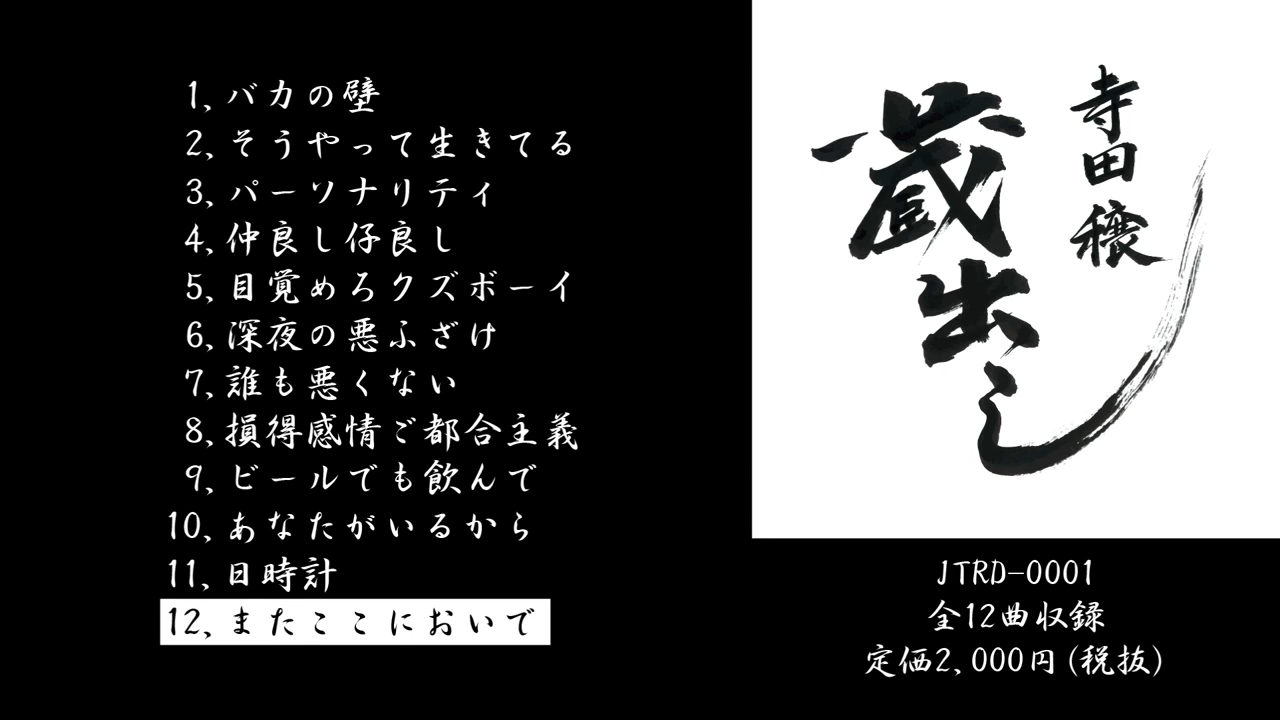 1,バカの壁
2,そうやって生きてる
3,パーソナリティ
4,仲良し仔良し
5,目覚めろクズボーイ
6,深夜の悪ふざけ
7,誰も悪くない
8,損得感情ご都合主義
9,ビールでも飲んで
10,あなたがいるから
11,日時計
12,またここにおいで
寺田穣
蔵出し
JTRD-0001
全12曲収録
定価2,000円(税抜)